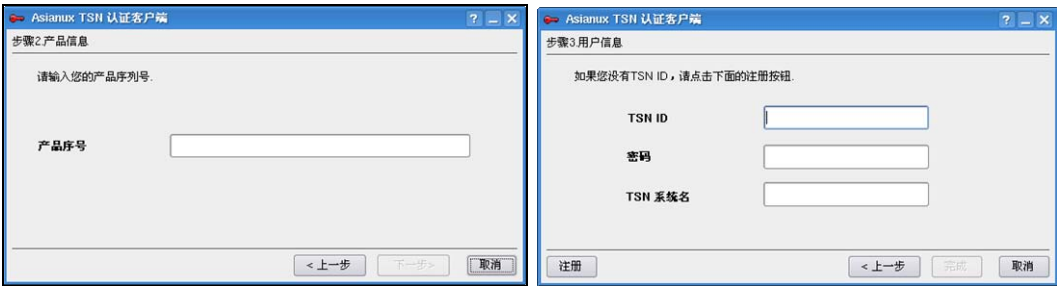 Asianux TSN 认证客户端
步骤2.产品信息
请输入您的产品序列号.
产品序号
<上一步
下一步>
取消
Asianux TSN 认证客户端
步骤3.用户信息
如果您没有TSN ID，请点击下面的注册按钮.
TSN ID
密码
TSN 系统名
注册
<上一步
完成
取消